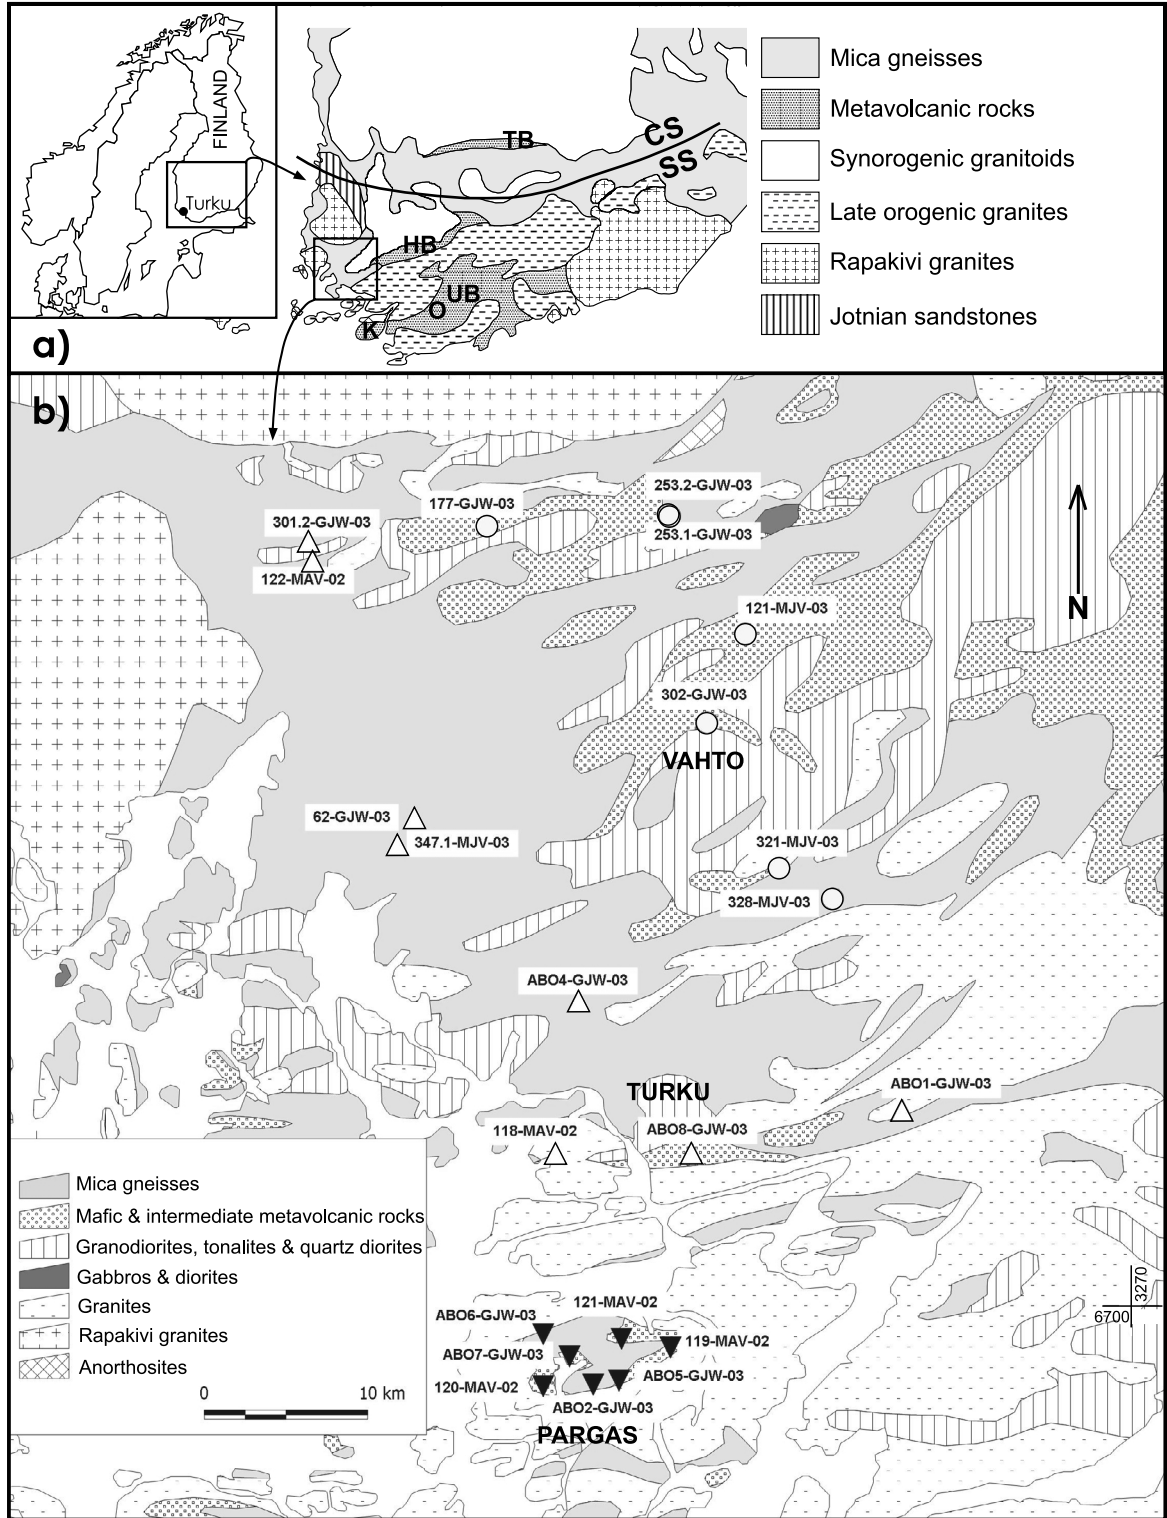 FINLAND
Turku
TB
CS
SS
HB
UB
O
K
a)
Mica gneisses
Metavolcanic rocks
Synorogenic granitoids
Late orogenic granites
Rapakivi granites
Jotnian sandstones
b)
253.2-GJW-03
177-GJW-03
301.2-GJW-03
253.1-GJW-03
122-MAV-02
N
121-MJV-03
302-GJW-03
VAHTO
62-GJW-03
347.1-MJV-03
321-MJV-03
328-MJV-03
ABO4-GJW-03
TURKU
ABO1-GJW-03
118-MAV-02
ABO8-GJW-03
Mica gneisses
Mafic & intermediate metavolcanic rocks
Granodiorites, tonalites & quartz diorites
Gabbros & diorites
Granites
Rapakivi granites
Anorthosites
0 10 km
3270
6700
121-MAV-02
ABO6-GJW-03
119-MAV-02
ABO7-GJW-03
ABO5-GJW-03
120-MAV-02
ABO2-GJW-03
PARGAS